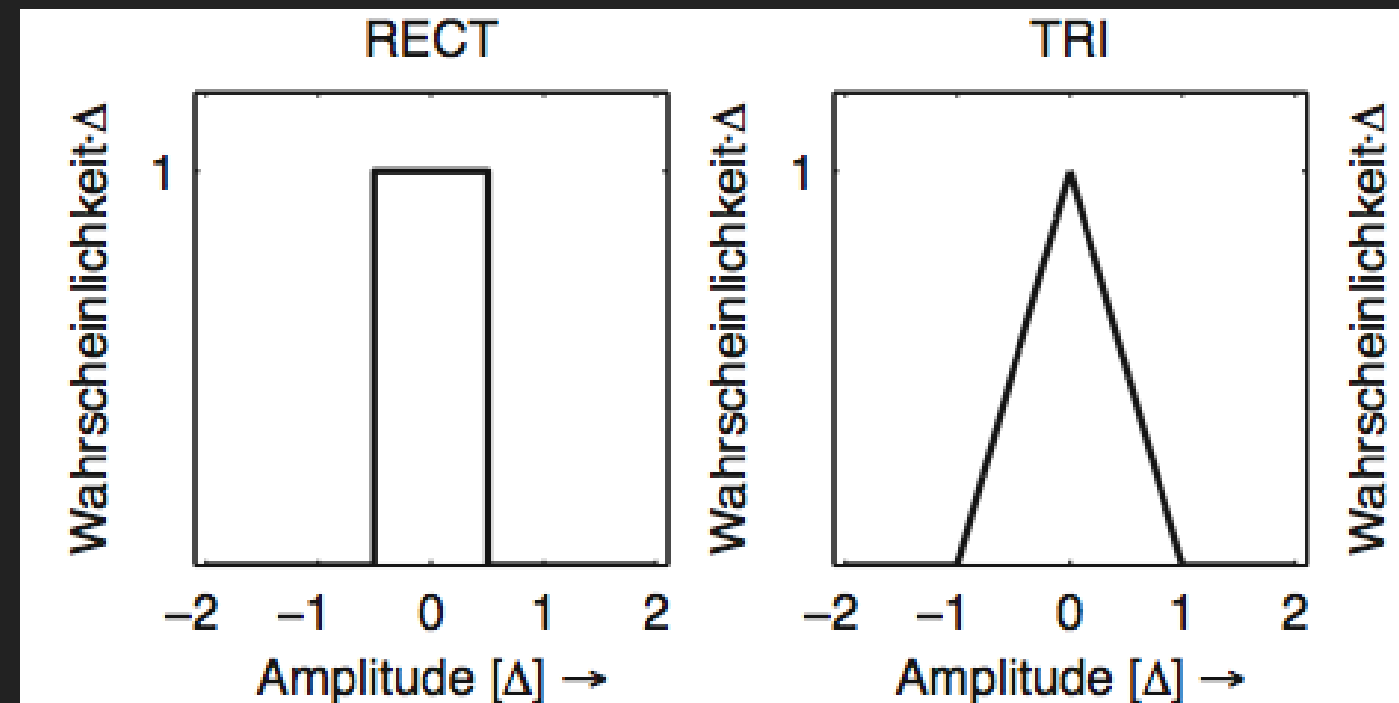 RECT
Wahrscheinlichkeit·Δ
1
−2 −1 0 1 2
Amplitude [Δ] →
TRI
Wahrscheinlichkeit·Δ
1
−2 −1 0 1 2
Amplitude [Δ] →
Wahrscheinlichkeit·Δ